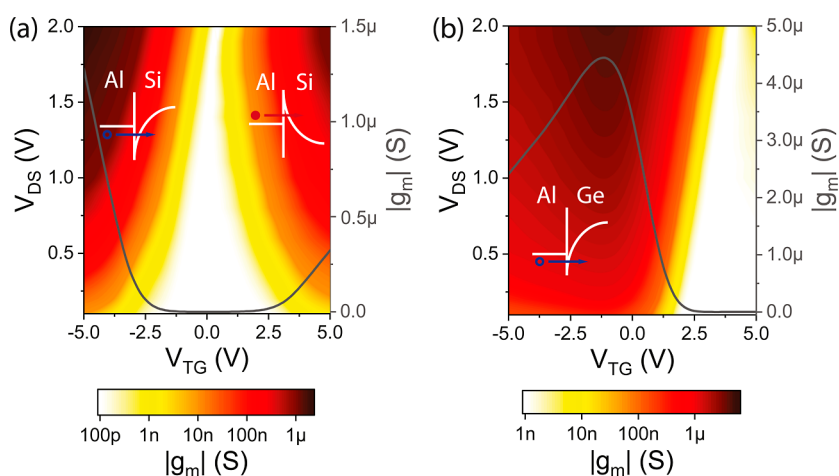 (a)
2.0
1.5
1.0
0.5
V_DS (V)
Al Si
Al Si
1.5µ
1.0µ
0.5µ
0.0
|g_m| (S)
-5.0 -2.5 0.0 2.5 5.0
V_TG (V)
100p 1n 10n 100n 1µ
|g_m| (S)
(b)
2.0
1.5
1.0
0.5
V_DS (V)
Al Ge
5.0µ
4.0µ
3.0µ
2.0µ
1.0µ
0.0
|g_m| (S)
-5.0 -2.5 0.0 2.5 5.0
V_TG (V)
1n 10n 100n 1µ
|g_m| (S)